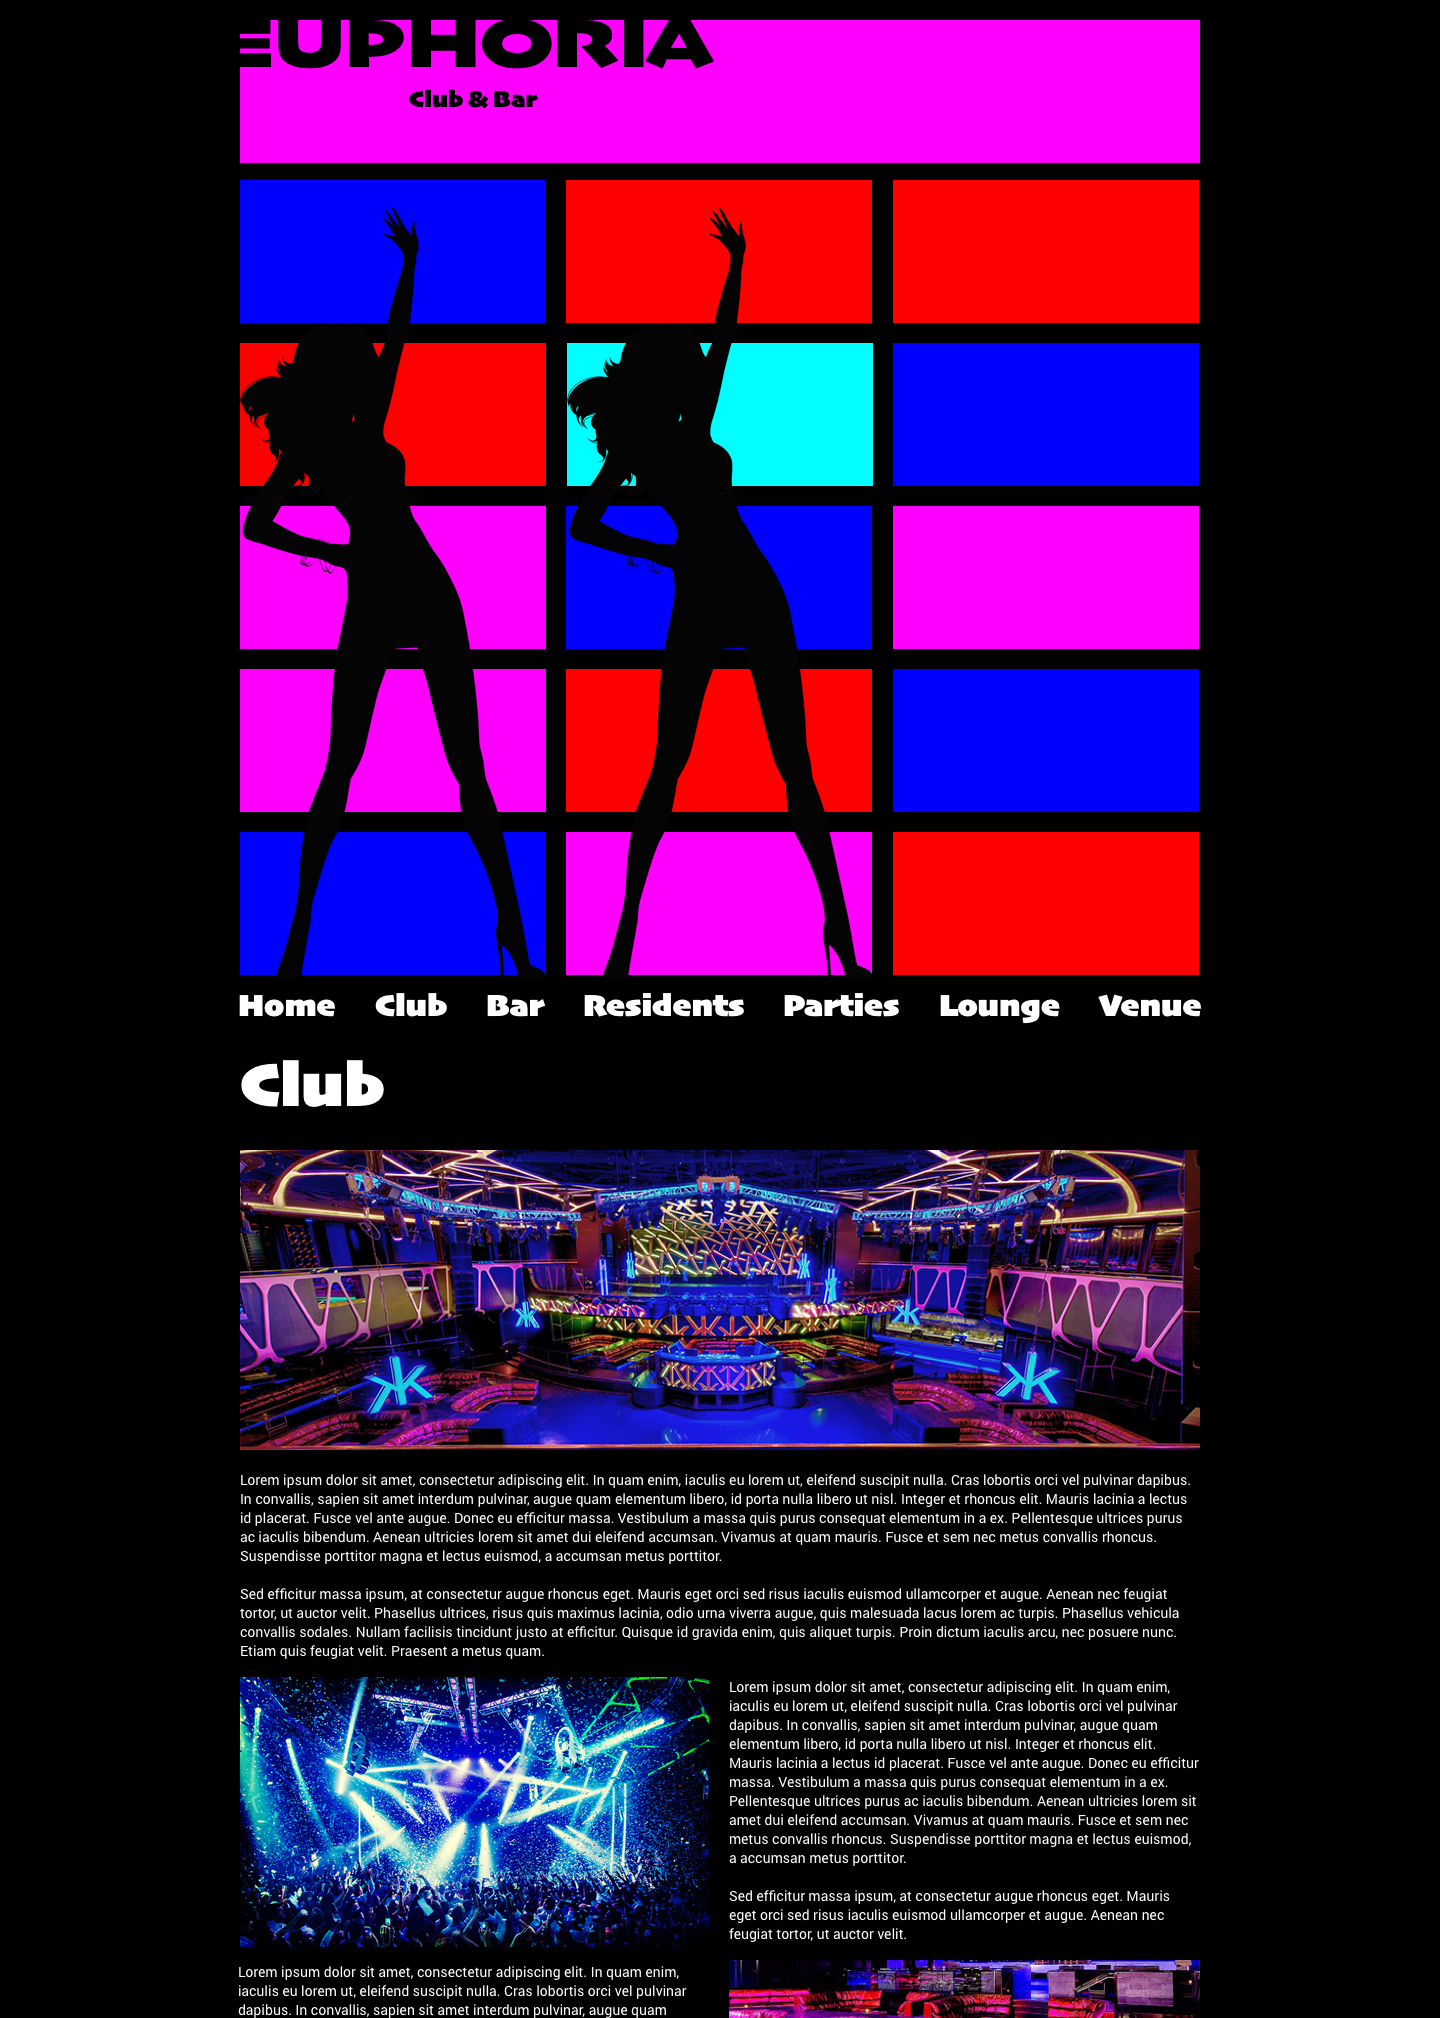 EUPHORIA
Club & Bar
Home Club Bar Residents Parties Lounge Venue
Club
Lorem ipsum dolor sit amet, consectetur adipiscing elit. In quam enim, iaculis eu lorem ut, eleifend suscipit nulla. Cras lobortis orci vel pulvinar dapibus.
In convallis, sapien sit amet interdum pulvinar, augue quam elementum libero, id porta nulla libero ut nisl. Integer et rhoncus elit. Mauris lacinia a lectus
id placerat. Fusce vel ante augue. Donec eu efficitur massa. Vestibulum a massa quis purus consequat elementum in a ex. Pellentesque ultrices purus
ac iaculis bibendum. Aenean ultricies lorem sit amet dui eleifend accumsan. Vivamus at quam mauris. Fusce et sem nec metus convallis rhoncus.
Suspendisse porttitor magna et lectus euismod, a accumsan metus porttitor.
Sed efficitur massa ipsum, at consectetur augue rhoncus eget. Mauris eget orci sed risus iaculis euismod ullamcorper et augue. Aenean nec feugiat
tortor, ut auctor velit. Phasellus ultrices, risus quis maximus lacinia, odio urna viverra augue, quis malesuada lacus lorem ac turpis. Phasellus vehicula
convallis sodales. Nullam facilisis tincidunt justo at efficitur. Quisque id gravida enim, quis aliquet turpis. Proin dictum iaculis arcu, nec posuere nunc.
Etiam quis feugiat velit. Praesent a metus quam.
Lorem ipsum dolor sit amet, consectetur adipiscing elit. In quam enim,
iaculis eu lorem ut, eleifend suscipit nulla. Cras lobortis orci vel pulvinar
dapibus. In convallis, sapien sit amet interdum pulvinar, augue quam
elementum libero, id porta nulla libero ut nisl. Integer et rhoncus elit.
Mauris lacinia a lectus id placerat. Fusce vel ante augue. Donec eu efficitur
massa. Vestibulum a massa quis purus consequat elementum in a ex.
Pellentesque ultrices purus ac iaculis bibendum. Aenean ultricies lorem sit
amet dui eleifend accumsan. Vivamus at quam mauris. Fusce et sem nec
metus convallis rhoncus. Suspendisse porttitor magna et lectus euismod,
a accumsan metus porttitor.
Sed efficitur massa ipsum, at consectetur augue rhoncus eget. Mauris
eget orci sed risus iaculis euismod ullamcorper et augue. Aenean nec
feugiat tortor, ut auctor velit.
Lorem ipsum dolor sit amet, consectetur adipiscing elit. In quam enim,
iaculis eu lorem ut, eleifend suscipit nulla. Cras lobortis orci vel pulvinar
dapibus. In convallis, sapien sit amet interdum pulvinar, augue quam